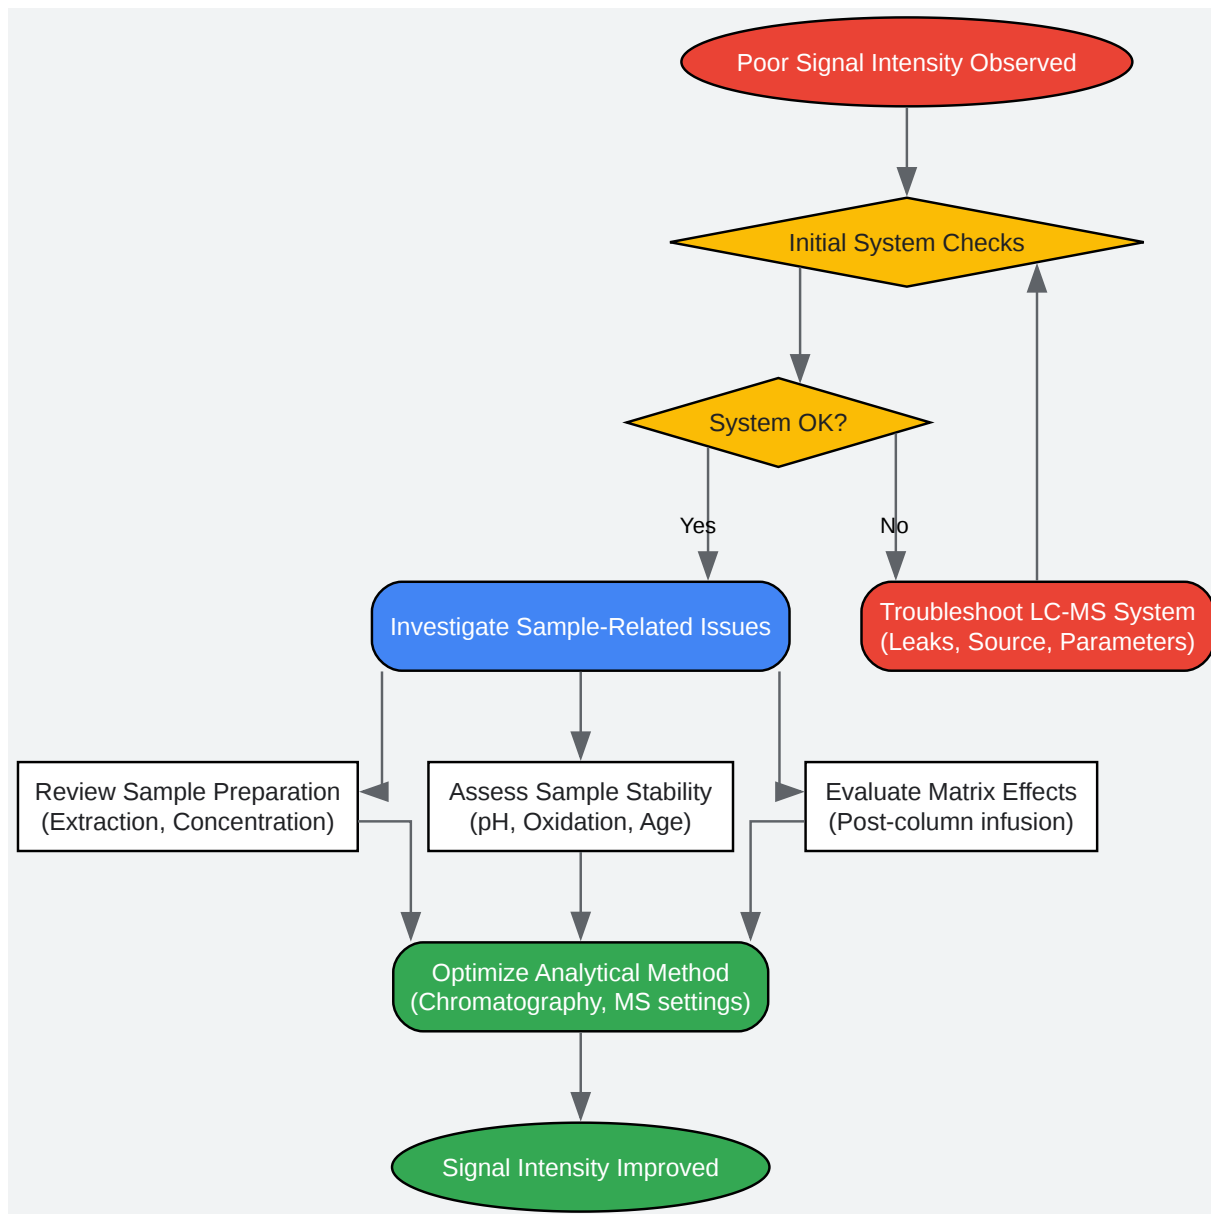 Poor Signal Intensity Observed
Initial System Checks
System OK?
Yes
No
Investigate Sample-Related Issues
Troubleshoot LC-MS System
(Leaks, Source, Parameters)
Review Sample Preparation
(Extraction, Concentration)
Assess Sample Stability
(pH, Oxidation, Age)
Evaluate Matrix Effects
(Post-column infusion)
Optimize Analytical Method
(Chromatography, MS settings)
Signal Intensity Improved